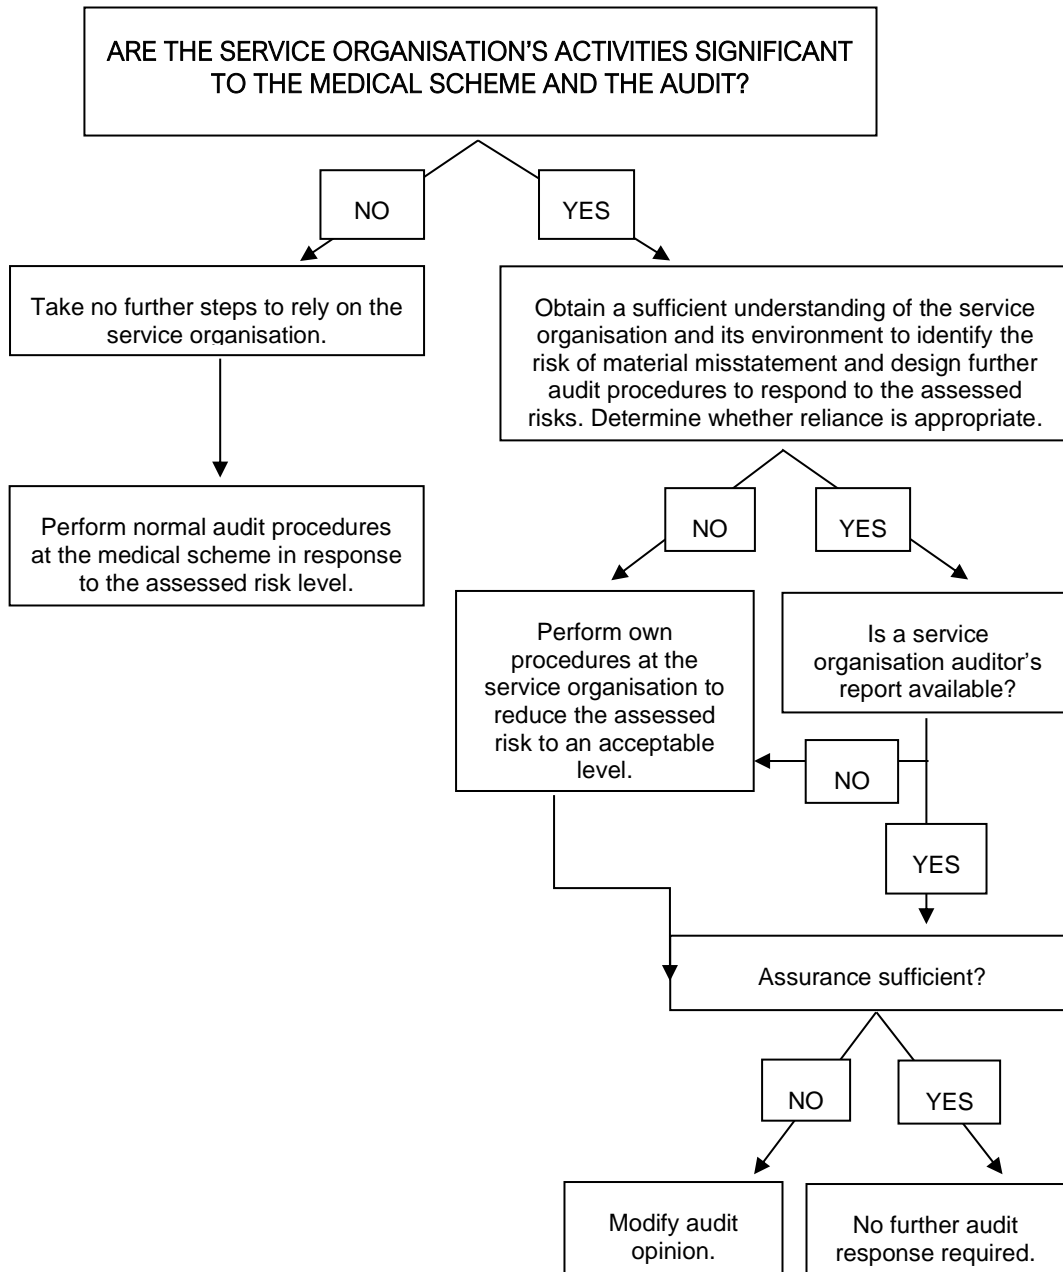 ARE THE SERVICE ORGANISATION’S ACTIVITIES SIGNIFICANT
TO THE MEDICAL SCHEME AND THE AUDIT?
NO
YES
Take no further steps to rely on the
service organisation.
Obtain a sufficient understanding of the service
organisation and its environment to identify the
risk of material misstatement and design further
audit procedures to respond to the assessed
risks. Determine whether reliance is appropriate.
Perform normal audit procedures
at the medical scheme in response
to the assessed risk level.
NO
YES
Perform own
procedures at the
service organisation to
reduce the assessed
risk to an acceptable
level.
Is a service
organisation auditor’s
report available?
NO
YES
Assurance sufficient?
NO
YES
Modify audit
opinion.
No further audit
response required.